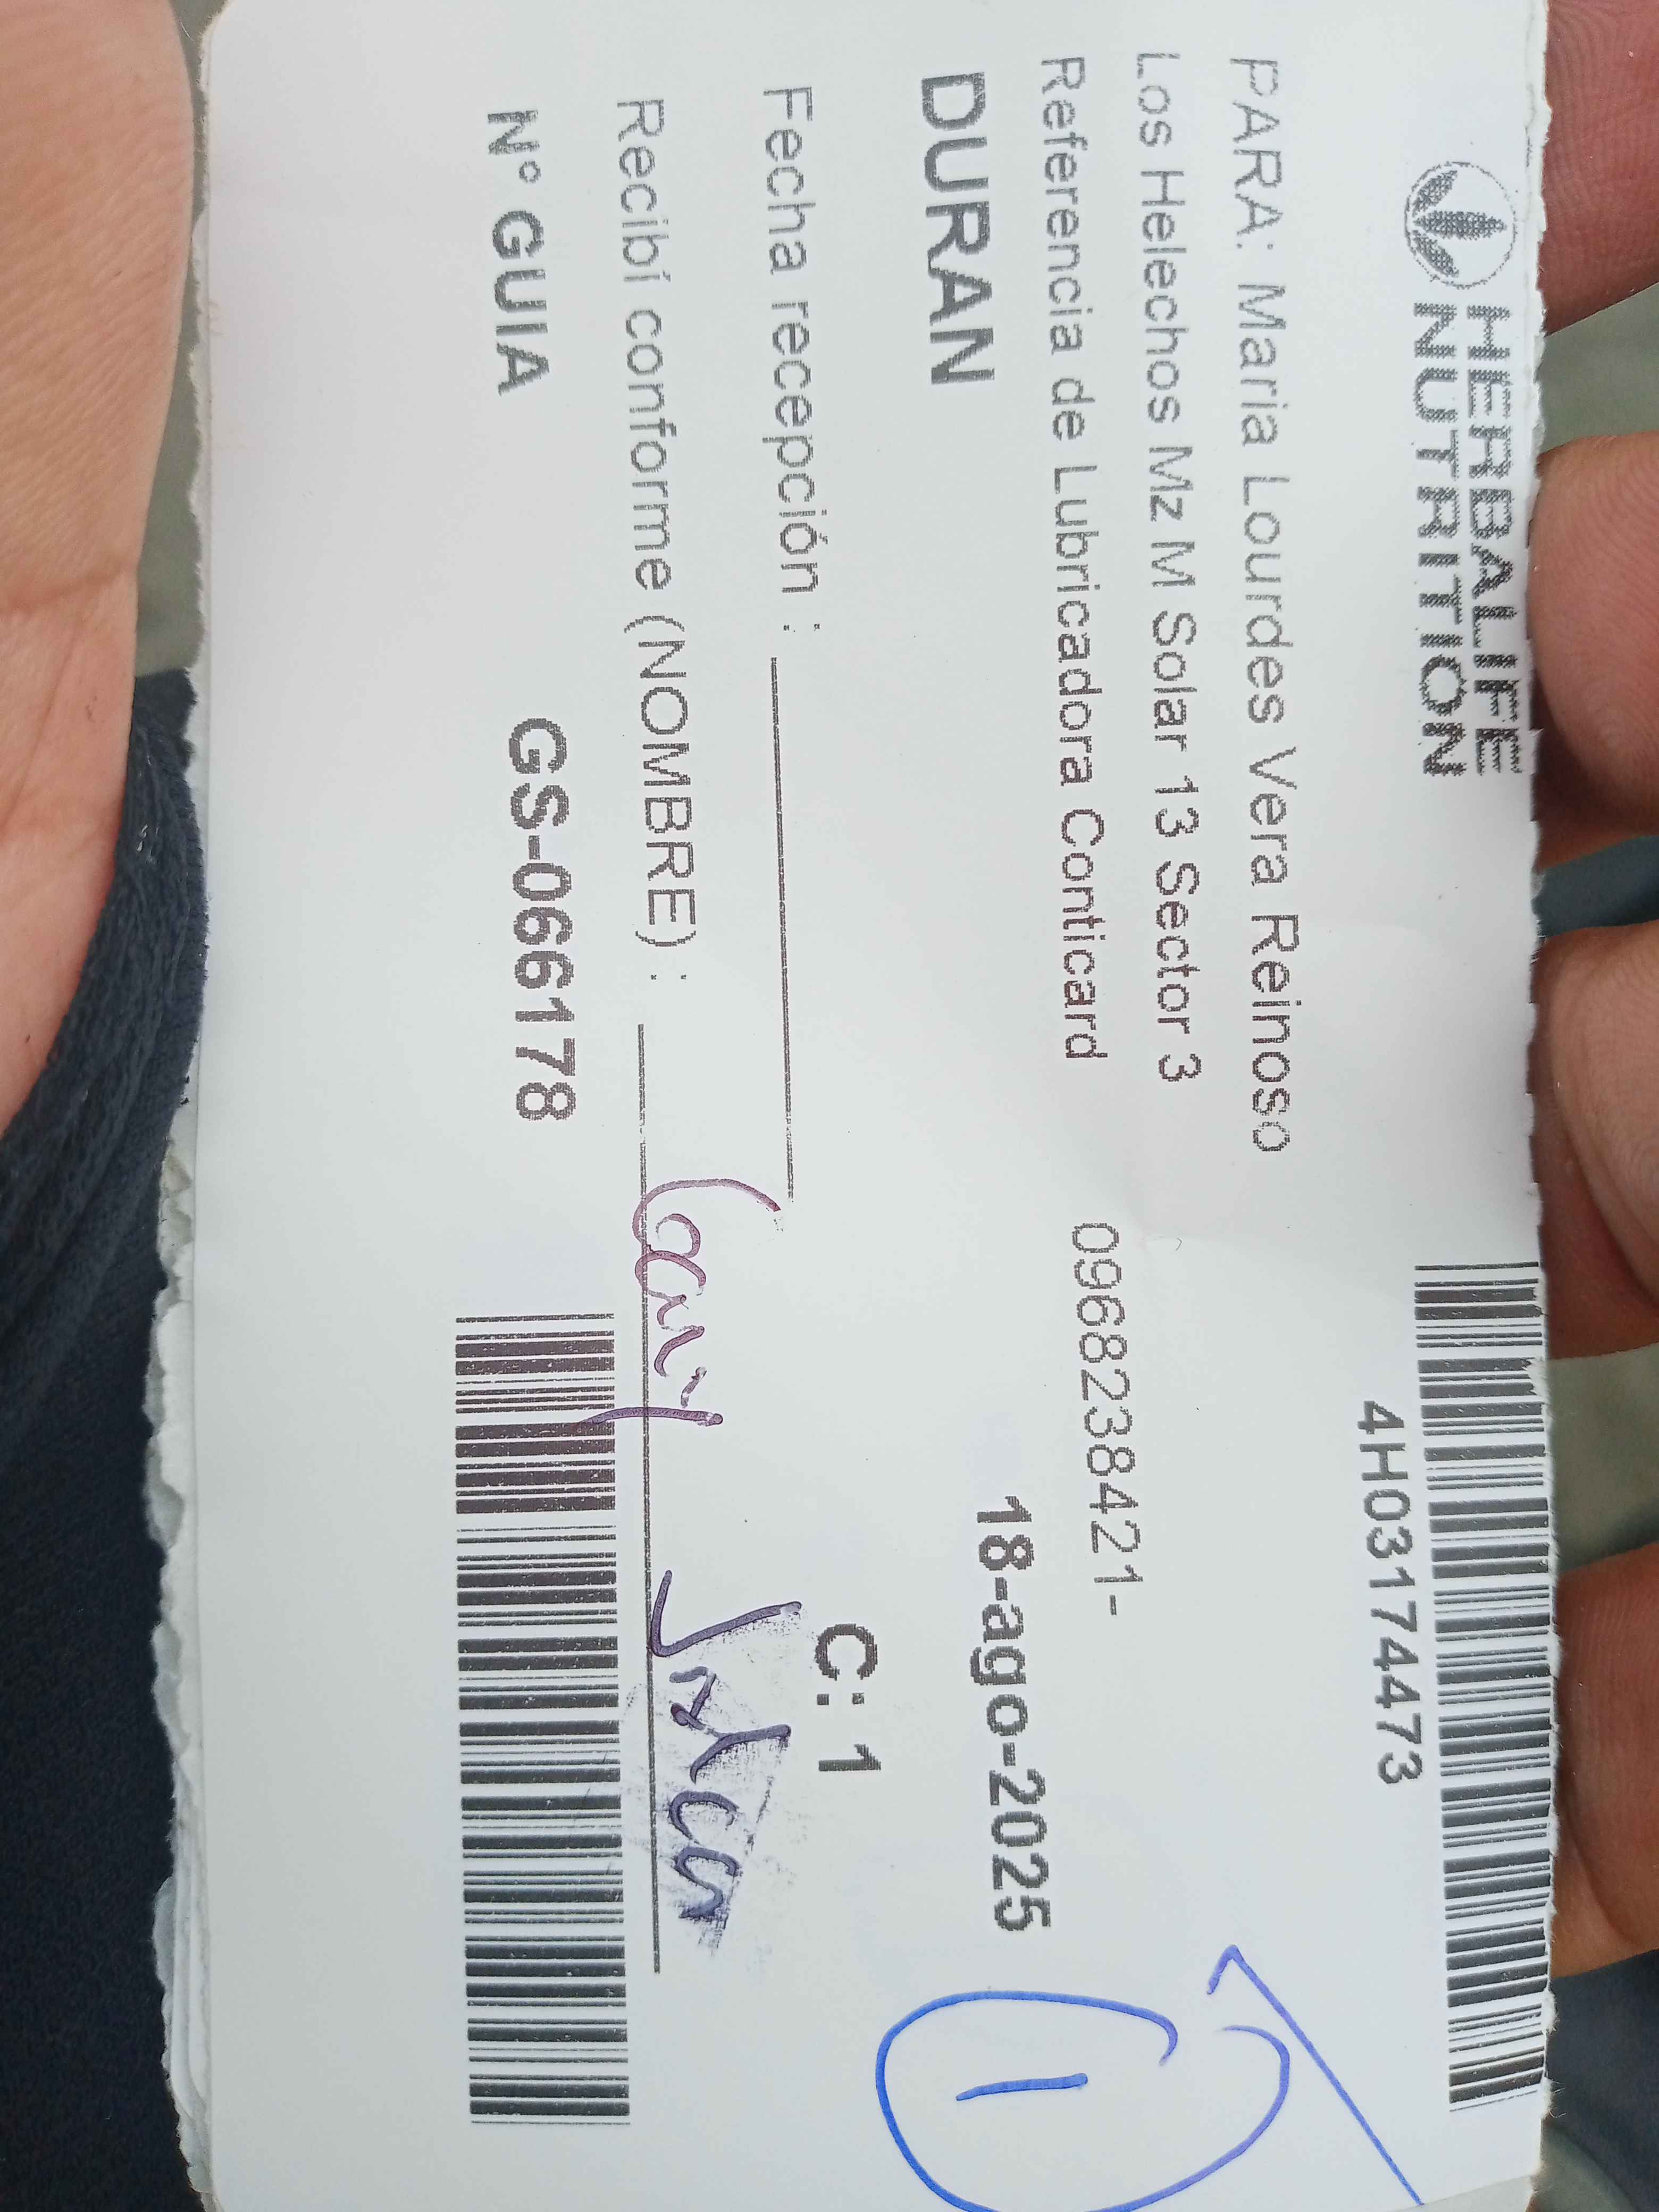 HERBALIFE
NUTRITION
4H03174473
PARA: Maria Lourdes Vera Reinoso
Los Helechos Mz M Solar 13 Sector 3
Referencia de Lubricadora Conticard 0968238421-
DURAN 18-ago-2025
1
Fecha recepción : C: 1
Recibí conforme (NOMBRE) :
N° GUIA GS-066178